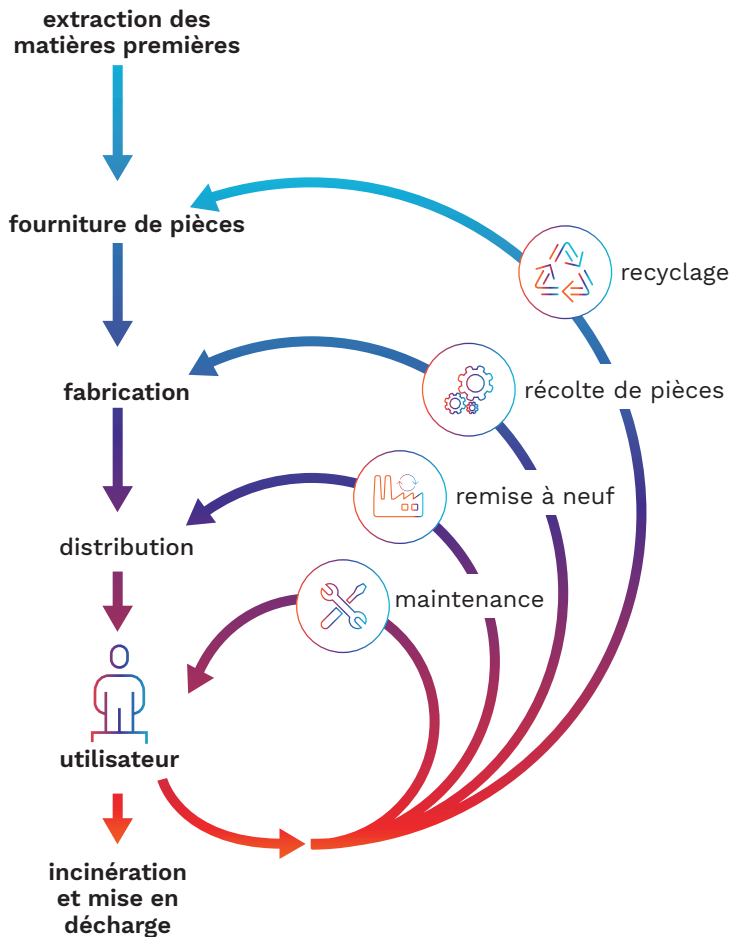 extraction des
matières premières
fourniture de pièces
recyclage
fabrication
récolte de pièces
remise à neuf
distribution
maintenance
utilisateur
incinération
et mise en
décharge